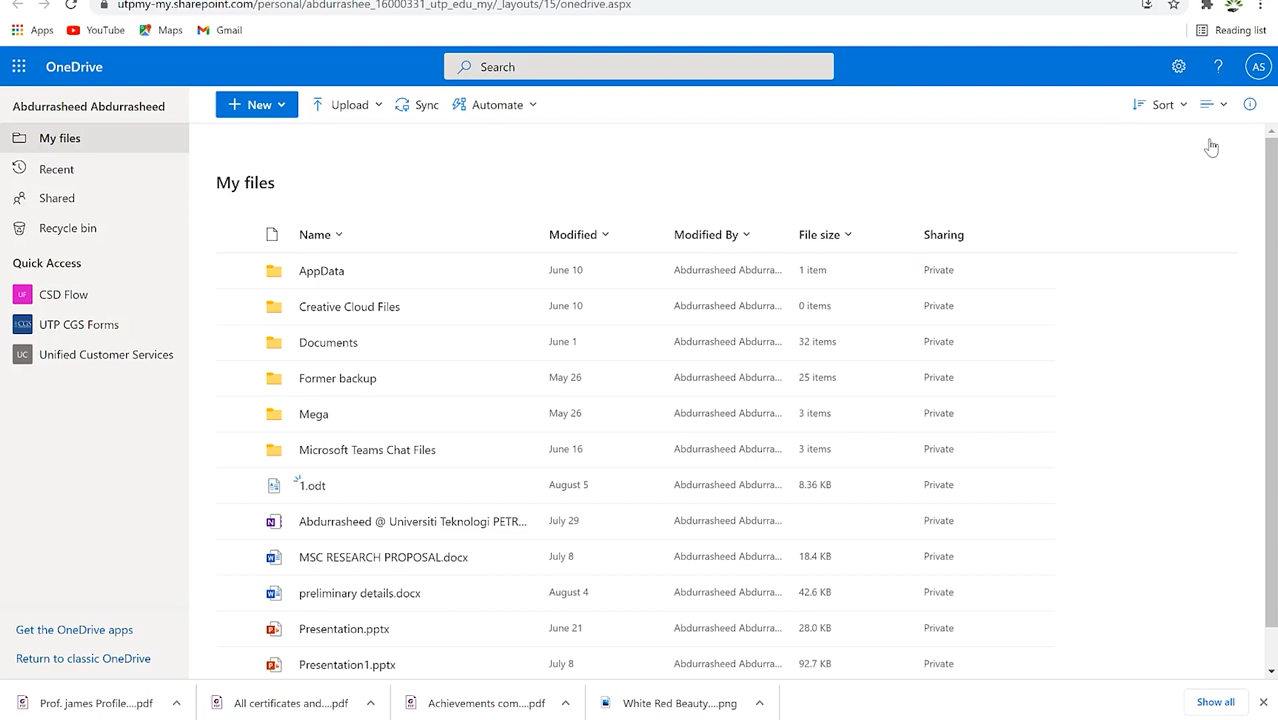 utpmy-my.sharepoint.com/personal/abdurrashee_16000331_utp_edu_my/_layouts/15/onedrive.aspx
Apps YouTube Maps Gmail Reading list
OneDrive Search ? AS
Abdurrasheed Abdurrasheed + New Upload Sync Automate Sort
My files
Recent
Shared
Recycle bin
Quick Access
UF CSD Flow
CGS UTP CGS Forms
UC Unified Customer Services
Get the OneDrive apps
Return to classic OneDrive
My files
Name Modified Modified By File size Sharing
AppData June 10 Abdurrasheed Abdurra... 1 item Private
Creative Cloud Files June 10 Abdurrasheed Abdurra... 0 items Private
Documents June 1 Abdurrasheed Abdurra... 32 items Private
Former backup May 26 Abdurrasheed Abdurra... 25 items Private
Mega May 26 Abdurrasheed Abdurra... 3 items Private
Microsoft Teams Chat Files June 16 Abdurrasheed Abdurra... 3 items Private
1.odt August 5 Abdurrasheed Abdurra... 8.36 KB Private
Abdurrasheed @ Universiti Teknologi PETR... July 29 Abdurrasheed Abdurra... Private
MSC RESEARCH PROPOSAL.docx July 8 Abdurrasheed Abdurra... 18.4 KB Private
preliminary details.docx August 4 Abdurrasheed Abdurra... 42.6 KB Private
Presentation.pptx June 21 Abdurrasheed Abdurra... 28.0 KB Private
Presentation1.pptx July 8 Abdurrasheed Abdurra... 92.7 KB Private
Prof. james Profile....pdf All certificates and....pdf Achievements com....pdf White Red Beauty....png Show all